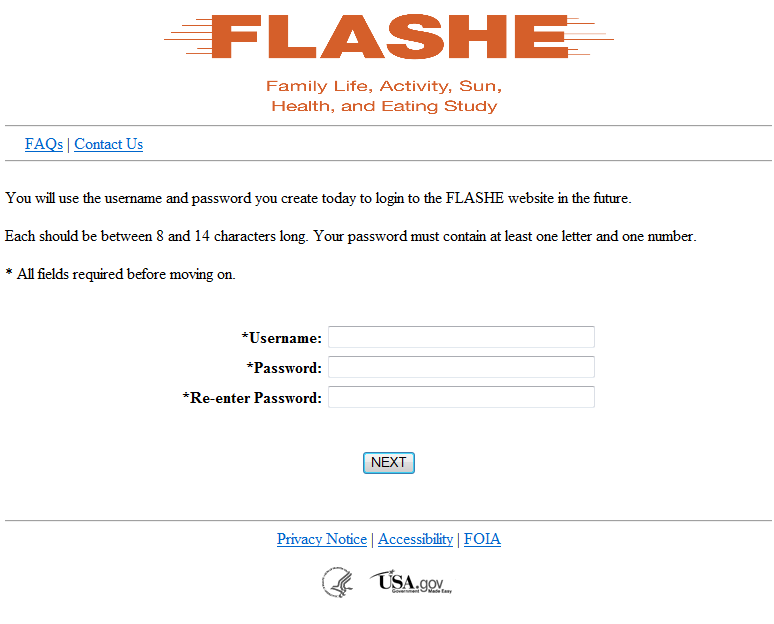 FLASHE
Family Life, Activity, Sun,
Health, and Eating Study
FAQs | Contact Us
You will use the username and password you create today to login to the FLASHE website in the future.
Each should be between 8 and 14 characters long. Your password must contain at least one letter and one number.
* All fields required before moving on.
*Username:
*Password:
*Re-enter Password:
NEXT
Privacy Notice | Accessibility | FOIA
USA.gov
Government Made Easy